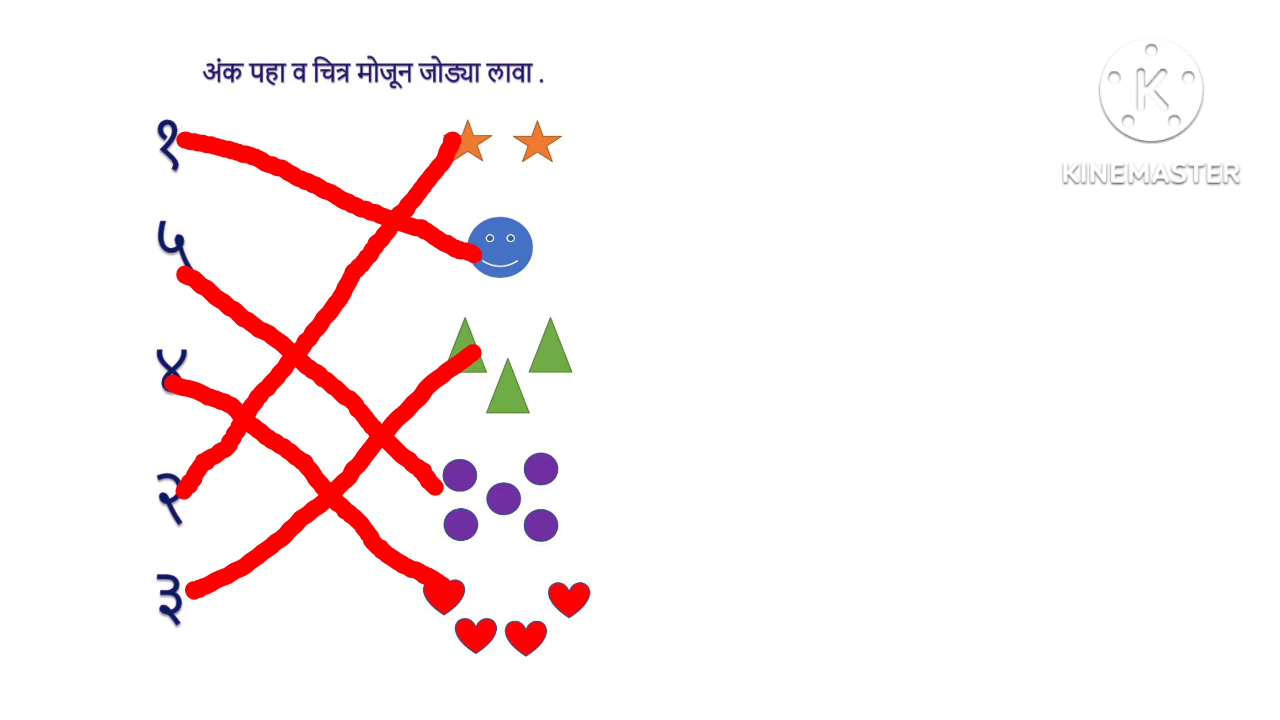 अंक पहा व चित्र मोजून जोड्या लावा .
१
५
४
२
३
K
KINEMASTER